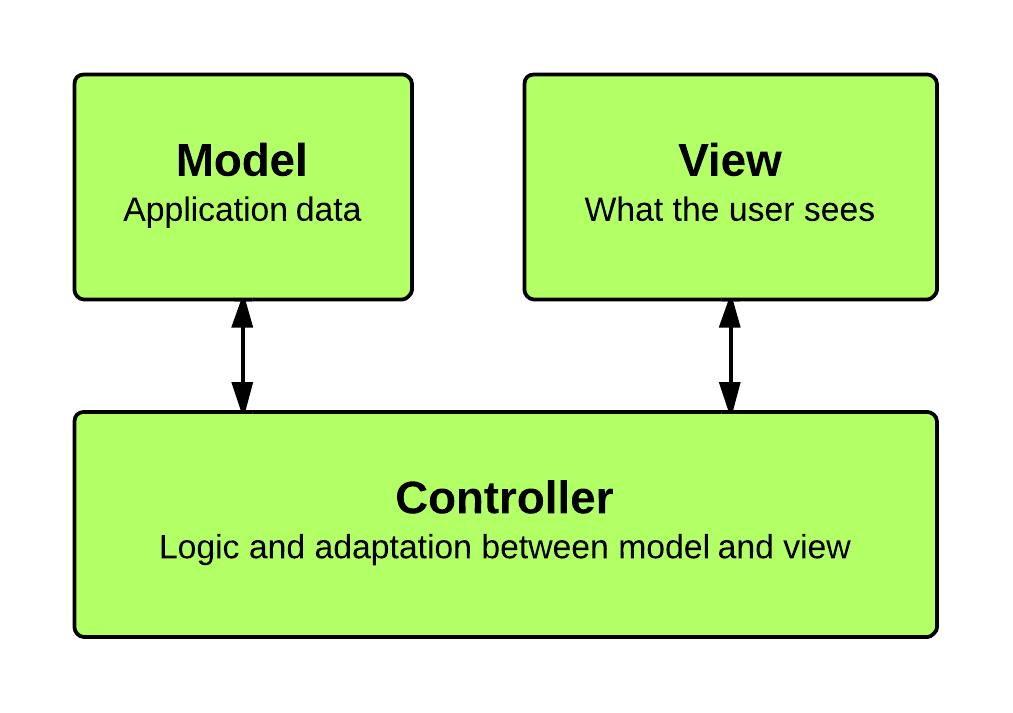 Model
Application data
View
What the user sees
Controller
Logic and adaptation between model and view